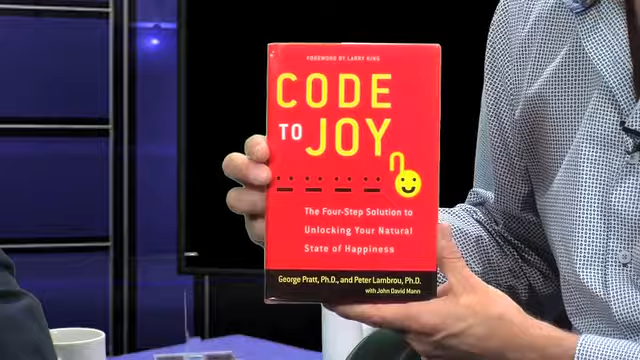 FOREWORD BY LARRY KING
CODE
TO JOY
The Four-Step Solution to
Unlocking Your Natural
State of Happiness
George Pratt, Ph.D., and Peter Lambrou, Ph.D.
with John David Mann